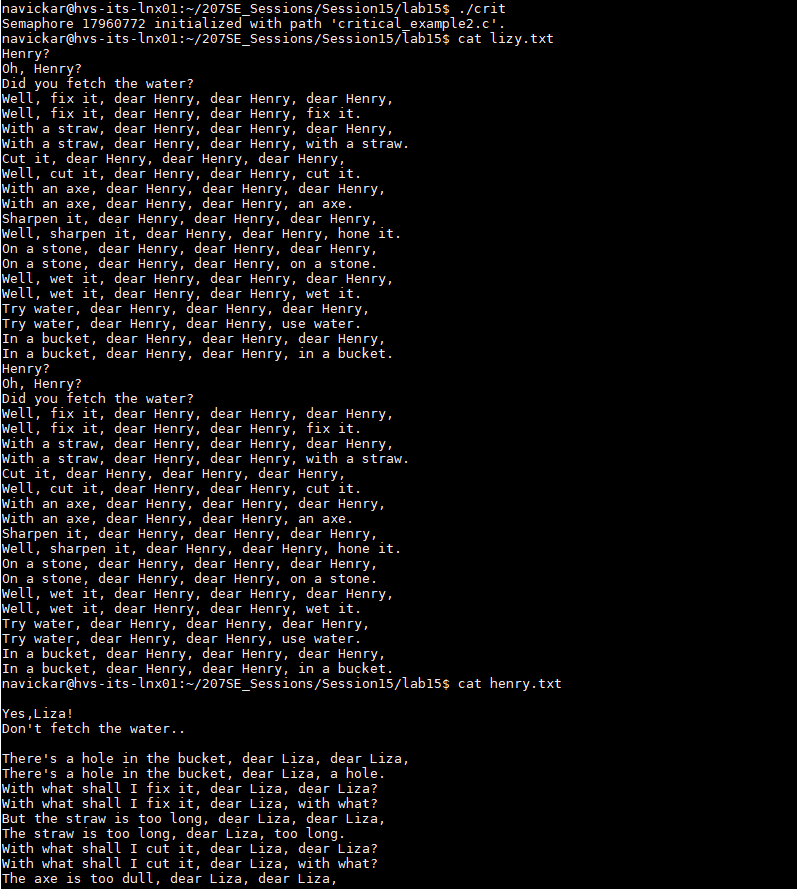 navickar@hvs-its-lnx01:~/207SE_Sessions/Session15/lab15$ ./crit
Semaphore 17960772 initialized with path 'critical_example2.c'.
navickar@hvs-its-lnx01:~/207SE_Sessions/Session15/lab15$ cat lizy.txt
Henry?
Oh, Henry?
Did you fetch the water?
Well, fix it, dear Henry, dear Henry, dear Henry,
Well, fix it, dear Henry, dear Henry, fix it.
With a straw, dear Henry, dear Henry, dear Henry,
With a straw, dear Henry, dear Henry, with a straw.
Cut it, dear Henry, dear Henry, dear Henry,
Well, cut it, dear Henry, dear Henry, cut it.
With an axe, dear Henry, dear Henry, dear Henry,
With an axe, dear Henry, dear Henry, an axe.
Sharpen it, dear Henry, dear Henry, dear Henry,
Well, sharpen it, dear Henry, dear Henry, hone it.
On a stone, dear Henry, dear Henry, dear Henry,
On a stone, dear Henry, dear Henry, on a stone.
Well, wet it, dear Henry, dear Henry, dear Henry,
Well, wet it, dear Henry, dear Henry, wet it.
Try water, dear Henry, dear Henry, dear Henry,
Try water, dear Henry, dear Henry, use water.
In a bucket, dear Henry, dear Henry, dear Henry,
In a bucket, dear Henry, dear Henry, in a bucket.
Henry?
Oh, Henry?
Did you fetch the water?
Well, fix it, dear Henry, dear Henry, dear Henry,
Well, fix it, dear Henry, dear Henry, fix it.
With a straw, dear Henry, dear Henry, dear Henry,
With a straw, dear Henry, dear Henry, with a straw.
Cut it, dear Henry, dear Henry, dear Henry,
Well, cut it, dear Henry, dear Henry, cut it.
With an axe, dear Henry, dear Henry, dear Henry,
With an axe, dear Henry, dear Henry, an axe.
Sharpen it, dear Henry, dear Henry, dear Henry,
Well, sharpen it, dear Henry, dear Henry, hone it.
On a stone, dear Henry, dear Henry, dear Henry,
On a stone, dear Henry, dear Henry, on a stone.
Well, wet it, dear Henry, dear Henry, dear Henry,
Well, wet it, dear Henry, dear Henry, wet it.
Try water, dear Henry, dear Henry, dear Henry,
Try water, dear Henry, dear Henry, use water.
In a bucket, dear Henry, dear Henry, dear Henry,
In a bucket, dear Henry, dear Henry, in a bucket.
navickar@hvs-its-lnx01:~/207SE_Sessions/Session15/lab15$ cat henry.txt
Yes,Liza!
Don't fetch the water..
There's a hole in the bucket, dear Liza, dear Liza,
There's a hole in the bucket, dear Liza, a hole.
With what shall I fix it, dear Liza, dear Liza?
With what shall I fix it, dear Liza, with what?
But the straw is too long, dear Liza, dear Liza,
The straw is too long, dear Liza, too long.
With what shall I cut it, dear Liza, dear Liza?
With what shall I cut it, dear Liza, with what?
The axe is too dull, dear Liza, dear Liza,